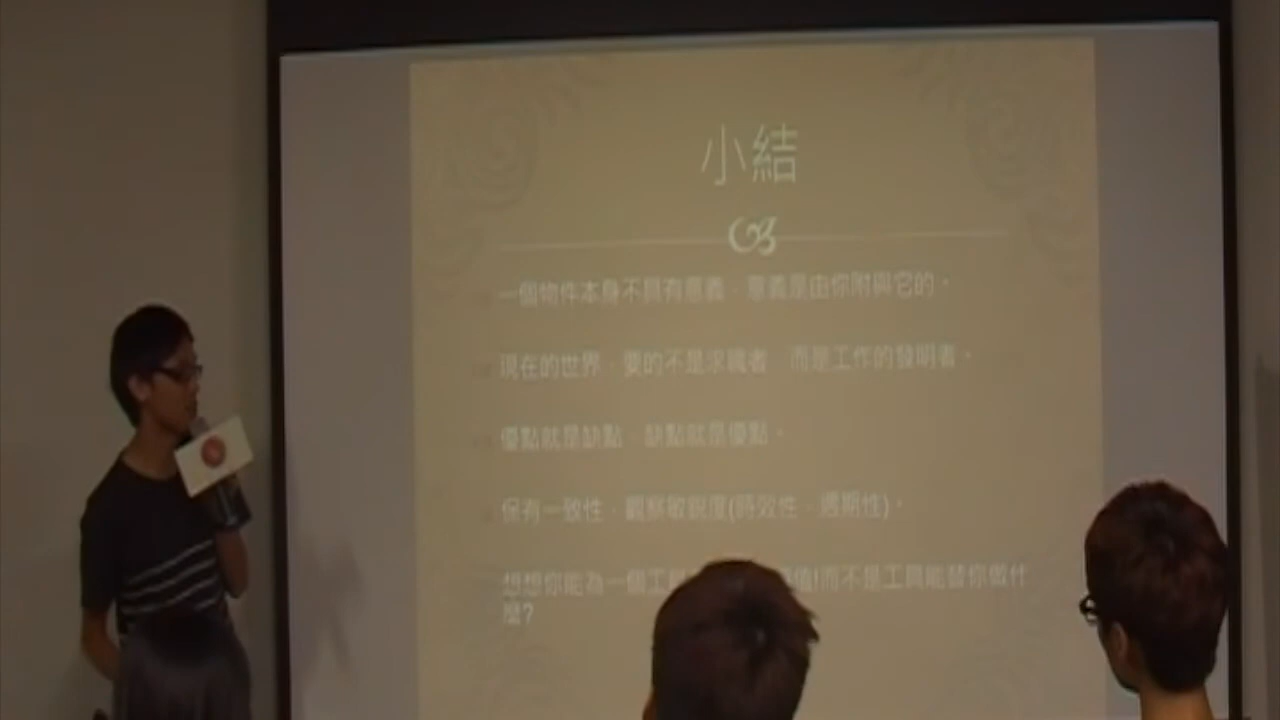 小結
一個物件本身不具有意義，意義是由你附與它的。
現在的世界，要的不是求職者，而是工作的發明者。
優點就是缺點，缺點就是優點。
保有一致性，觀察敏銳度(時效性，週期性)。
想想你能為一個工具 值!而不是工具能替你做什
麼?